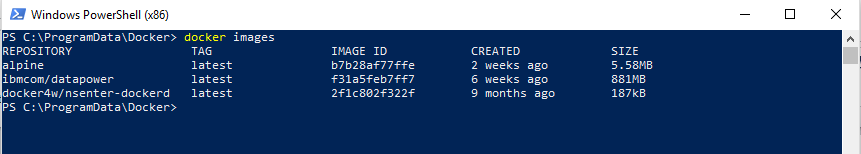 Windows PowerShell (x86)
PS C:\ProgramData\Docker> docker images
REPOSITORY TAG IMAGE ID CREATED SIZE
alpine latest b7b28af77ffe 2 weeks ago 5.58MB
ibmcom/datapower latest f31a5feb7ff7 6 weeks ago 881MB
docker4w/nsenter-dockerd latest 2f1c802f322f 9 months ago 187kB
PS C:\ProgramData\Docker>